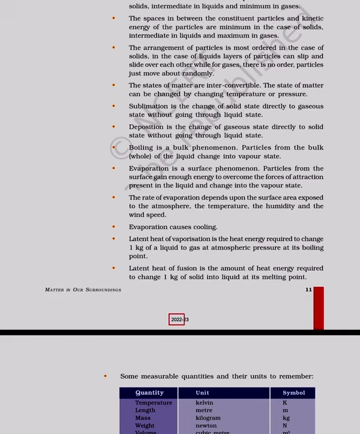 solids, intermediate in liquids and minimum in gases.
• The spaces in between the constituent particles and kinetic
energy of the particles are minimum in the case of solids,
intermediate in liquids and maximum in gases.
• The arrangement of particles is most ordered in the case of
solids, in the case of liquids layers of particles can slip and
slide over each other while for gases, there is no order, particles
just move about randomly.
• The states of matter are inter-convertible. The state of matter
can be changed by changing temperature or pressure.
• Sublimation is the change of solid state directly to gaseous
state without going through liquid state.
• Deposition is the change of gaseous state directly to solid
state without going through liquid state.
• Boiling is a bulk phenomenon. Particles from the bulk
(whole) of the liquid change into vapour state.
• Evaporation is a surface phenomenon. Particles from the
surface gain enough energy to overcome the forces of attraction
present in the liquid and change into the vapour state.
• The rate of evaporation depends upon the surface area exposed
to the atmosphere, the temperature, the humidity and the
wind speed.
• Evaporation causes cooling.
• Latent heat of vaporisation is the heat energy required to change
1 kg of a liquid to gas at atmospheric pressure at its boiling
point.
• Latent heat of fusion is the amount of heat energy required
to change 1 kg of solid into liquid at its melting point.
MATTER IN OUR SURROUNDINGS 11
2022-23
• Some measurable quantities and their units to remember:
Quantity Unit Symbol
Temperature kelvin K
Length metre m
Mass kilogram kg
Weight newton N
Volume cubic metre m³